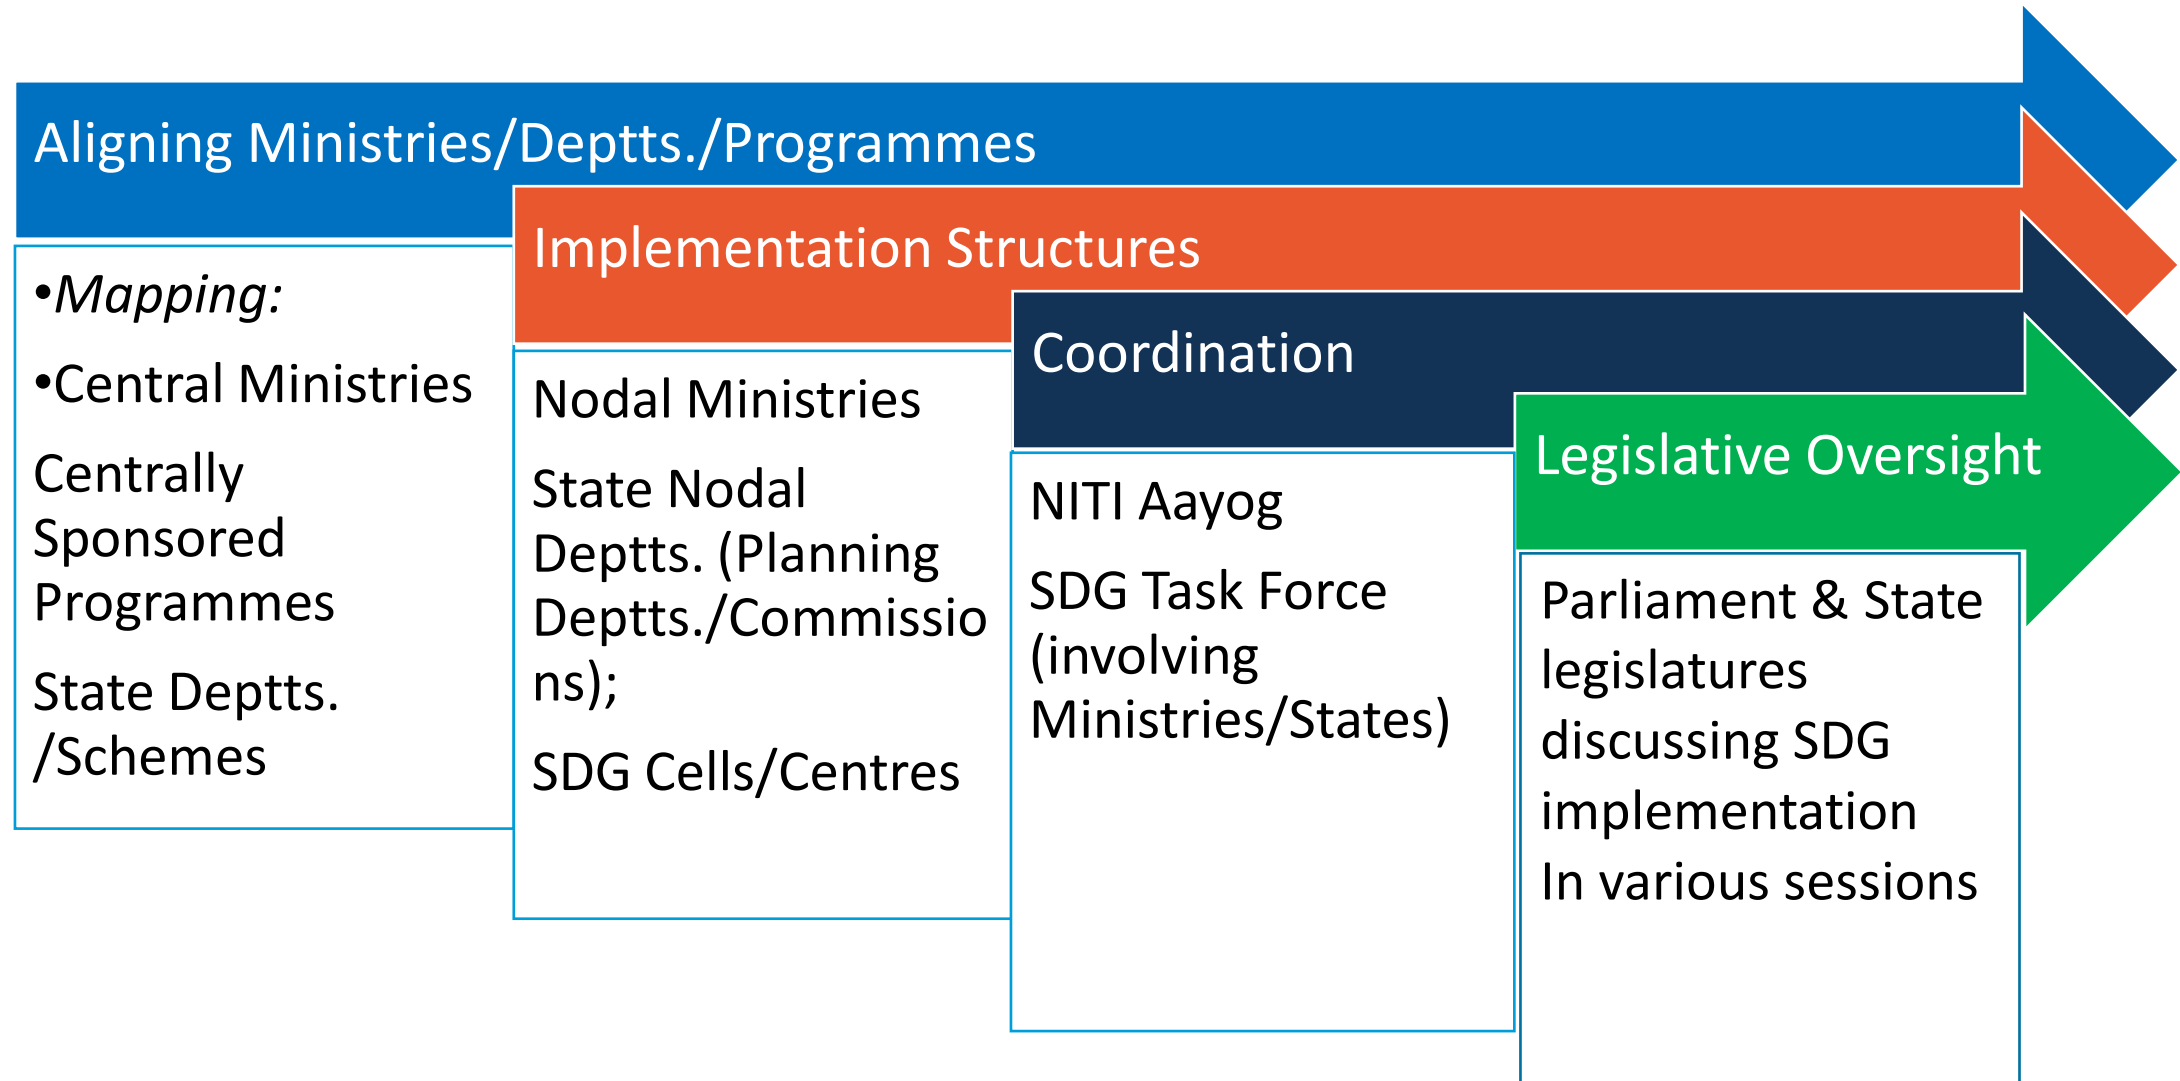 Aligning Ministries/Deptts./Programmes
•Mapping:
•Central Ministries
Centrally
Sponsored
Programmes
State Deptts.
/Schemes
Implementation Structures
Nodal Ministries
State Nodal
Deptts. (Planning
Deptts./Commissio
ns);
SDG Cells/Centres
Coordination
NITI Aayog
SDG Task Force
(involving
Ministries/States)
Legislative Oversight
Parliament & State
legislatures
discussing SDG
implementation
In various sessions